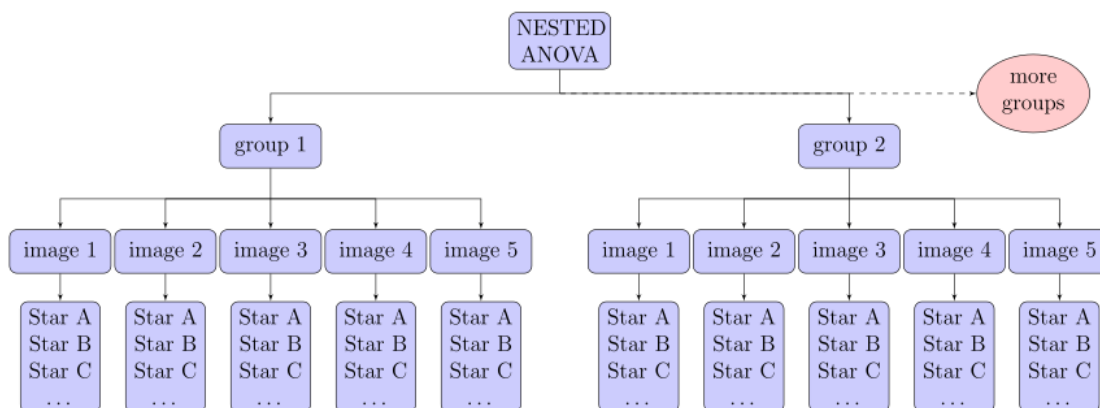 NESTED
ANOVA
more
groups
group 1
group 2
image 1
image 2
image 3
image 4
image 5
image 1
image 2
image 3
image 4
image 5
Star A
Star B
Star C
. . .
Star A
Star B
Star C
. . .
Star A
Star B
Star C
. . .
Star A
Star B
Star C
. . .
Star A
Star B
Star C
. . .
Star A
Star B
Star C
. . .
Star A
Star B
Star C
. . .
Star A
Star B
Star C
. . .
Star A
Star B
Star C
. . .
Star A
Star B
Star C
. . .